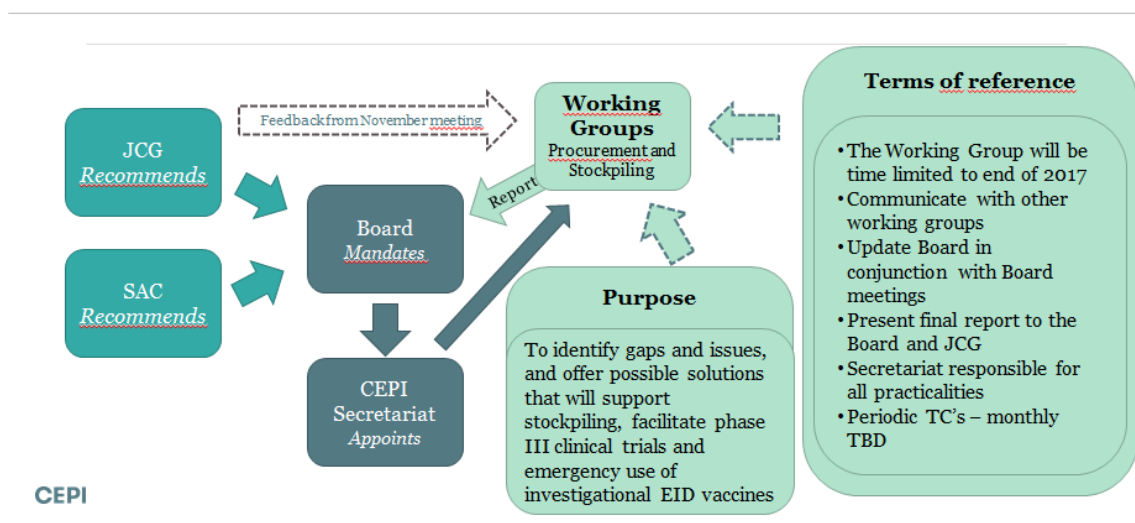 JCG
Recommends
SAC
Recommends
Feedback from November meeting
Board
Mandates
CEPI
Secretariat
Appoints
Working
Groups
Procurement and
Stockpiling
Report
Purpose
To identify gaps and issues,
and offer possible solutions
that will support
stockpiling, facilitate phase
III clinical trials and
emergency use of
investigational EID vaccines
Terms of reference
•The Working Group will be
time limited to end of 2017
•Communicate with other
working groups
•Update Board in
conjunction with Board
meetings
•Present final report to the
Board and JCG
•Secretariat responsible for
all practicalities
•Periodic TC's – monthly
TBD
CEPI